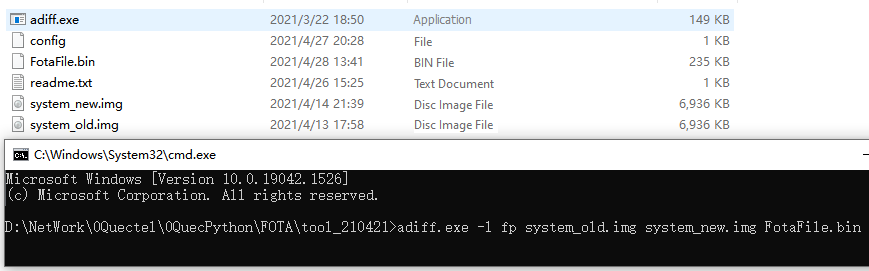 adiff.exe 2021/3/22 18:50 Application 149 KB
config 2021/4/27 20:28 File 1 KB
FotaFile.bin 2021/4/28 13:41 BIN File 235 KB
readme.txt 2021/4/26 15:25 Text Document 1 KB
system_new.img 2021/4/14 21:39 Disc Image File 6,936 KB
system_old.img 2021/4/13 17:58 Disc Image File 6,936 KB
C:\Windows\System32\cmd.exe
Microsoft Windows [Version 10.0.19042.1526]
(c) Microsoft Corporation. All rights reserved.
D:\NetWork\0Quectel\0QuecPython\FOTA\tool_210421>adiff.exe -l fp system_old.img system_new.img FotaFile.bin